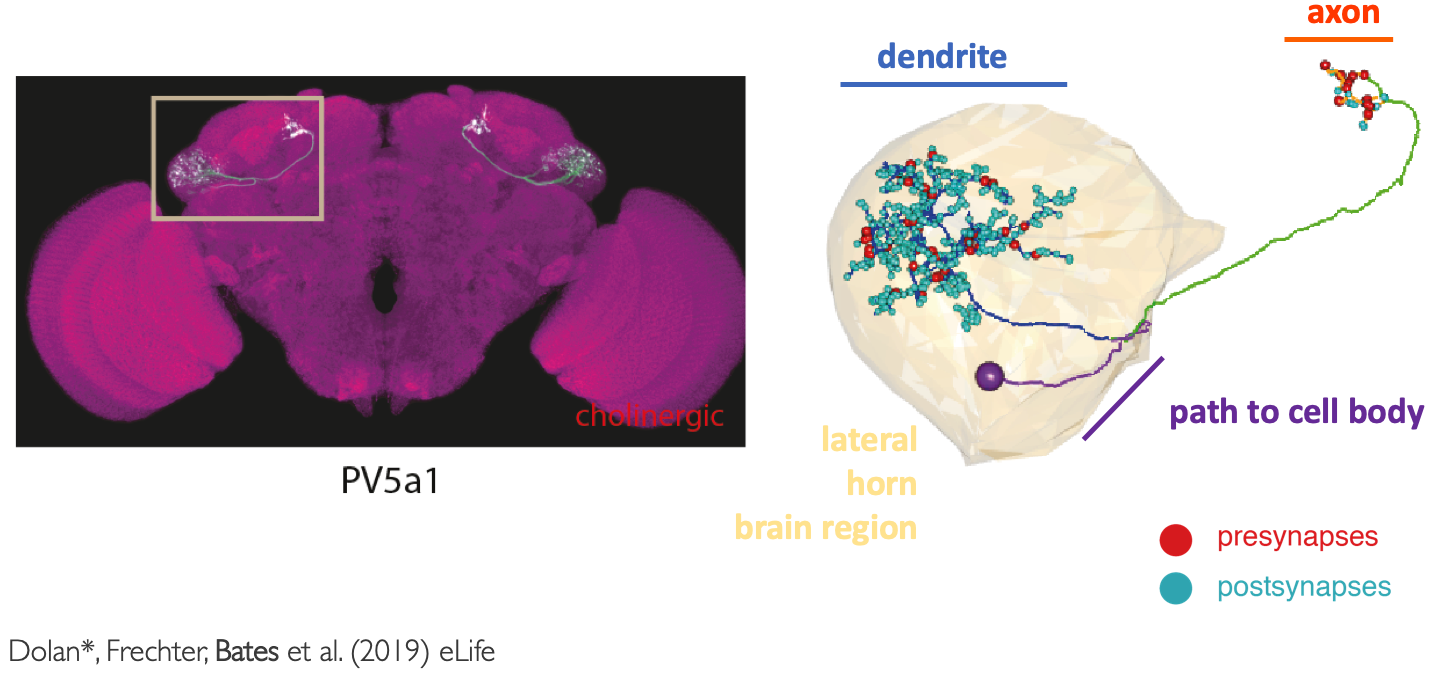 axon
dendrite
cholinergic
PV5a1
path to cell body
lateral
horn
brain region
presynapses
postsynapses
Dolan*, Frechter, Bates et al. (2019) eLife